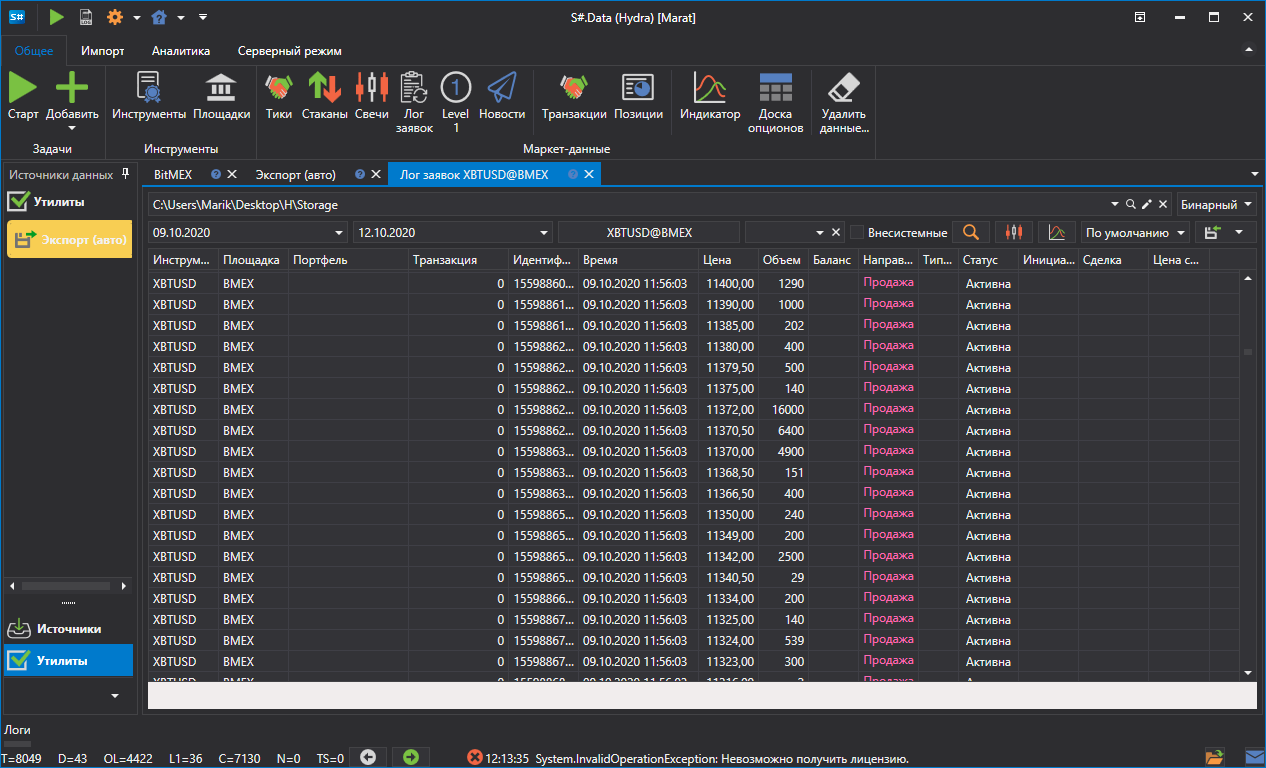 S#
LOG
S#.Data (Hydra) [Marat]
Общее Импорт Аналитика Серверный режим
Старт Добавить Инструменты Площадки Тики Стаканы Свечи Лог заявок Level 1 Новости Транзакции Позиции Индикатор Доска опционов Удалить данные...
Задачи Инструменты Маркет-данные
Источники данных
Утилиты
Экспорт (авто)
BitMEX Экспорт (авто) Лог заявок XBTUSD@BMEX
C:\Users\Marik\Desktop\H\Storage Бинарный
09.10.2020 12.10.2020 XBTUSD@BMEX Внесистемные По умолчанию
Инструм... Площадка Портфель Транзакция Идентиф... Время Цена Объем Баланс Направ... Тип... Статус Инициа... Сделка Цена с...
XBTUSD BMEX 0 15598860... 09.10.2020 11:56:03 11400,00 1290 Продажа Активна
XBTUSD BMEX 0 15598861... 09.10.2020 11:56:03 11390,00 1000 Продажа Активна
XBTUSD BMEX 0 15598861... 09.10.2020 11:56:03 11385,00 202 Продажа Активна
XBTUSD BMEX 0 15598862... 09.10.2020 11:56:03 11380,00 400 Продажа Активна
XBTUSD BMEX 0 15598862... 09.10.2020 11:56:03 11379,50 500 Продажа Активна
XBTUSD BMEX 0 15598862... 09.10.2020 11:56:03 11375,00 140 Продажа Активна
XBTUSD BMEX 0 15598862... 09.10.2020 11:56:03 11372,00 16000 Продажа Активна
XBTUSD BMEX 0 15598862... 09.10.2020 11:56:03 11370,50 6400 Продажа Активна
XBTUSD BMEX 0 15598863... 09.10.2020 11:56:03 11370,00 4900 Продажа Активна
XBTUSD BMEX 0 15598863... 09.10.2020 11:56:03 11368,50 151 Продажа Активна
XBTUSD BMEX 0 15598863... 09.10.2020 11:56:03 11366,50 400 Продажа Активна
XBTUSD BMEX 0 15598865... 09.10.2020 11:56:03 11350,00 240 Продажа Активна
XBTUSD BMEX 0 15598865... 09.10.2020 11:56:03 11349,00 200 Продажа Активна
XBTUSD BMEX 0 15598865... 09.10.2020 11:56:03 11342,00 2500 Продажа Активна
XBTUSD BMEX 0 15598865... 09.10.2020 11:56:03 11340,50 29 Продажа Активна
XBTUSD BMEX 0 15598866... 09.10.2020 11:56:03 11334,00 200 Продажа Активна
XBTUSD BMEX 0 15598867... 09.10.2020 11:56:03 11325,00 140 Продажа Активна
XBTUSD BMEX 0 15598867... 09.10.2020 11:56:03 11324,00 539 Продажа Активна
XBTUSD BMEX 0 15598867... 09.10.2020 11:56:03 11323,00 300 Продажа Активна
Источники
Утилиты
Логи
T=8049 D=43 OL=4422 L1=36 C=7130 N=0 TS=0 12:13:35 System.InvalidOperationException: Невозможно получить лицензию.